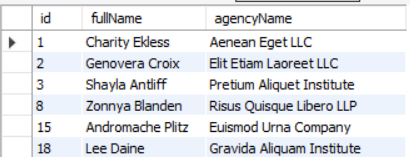 id fullName agencyName
1 Charity Ekless Aenean Eget LLC
2 Genovera Croix Elit Etiam Laoreet LLC
3 Shayla Antliff Pretium Aliquet Institute
8 Zonnya Blanden Risus Quisque Libero LLP
15 Andromache Plitz Euismod Urna Company
18 Lee Daine Gravida Aliquam Institute